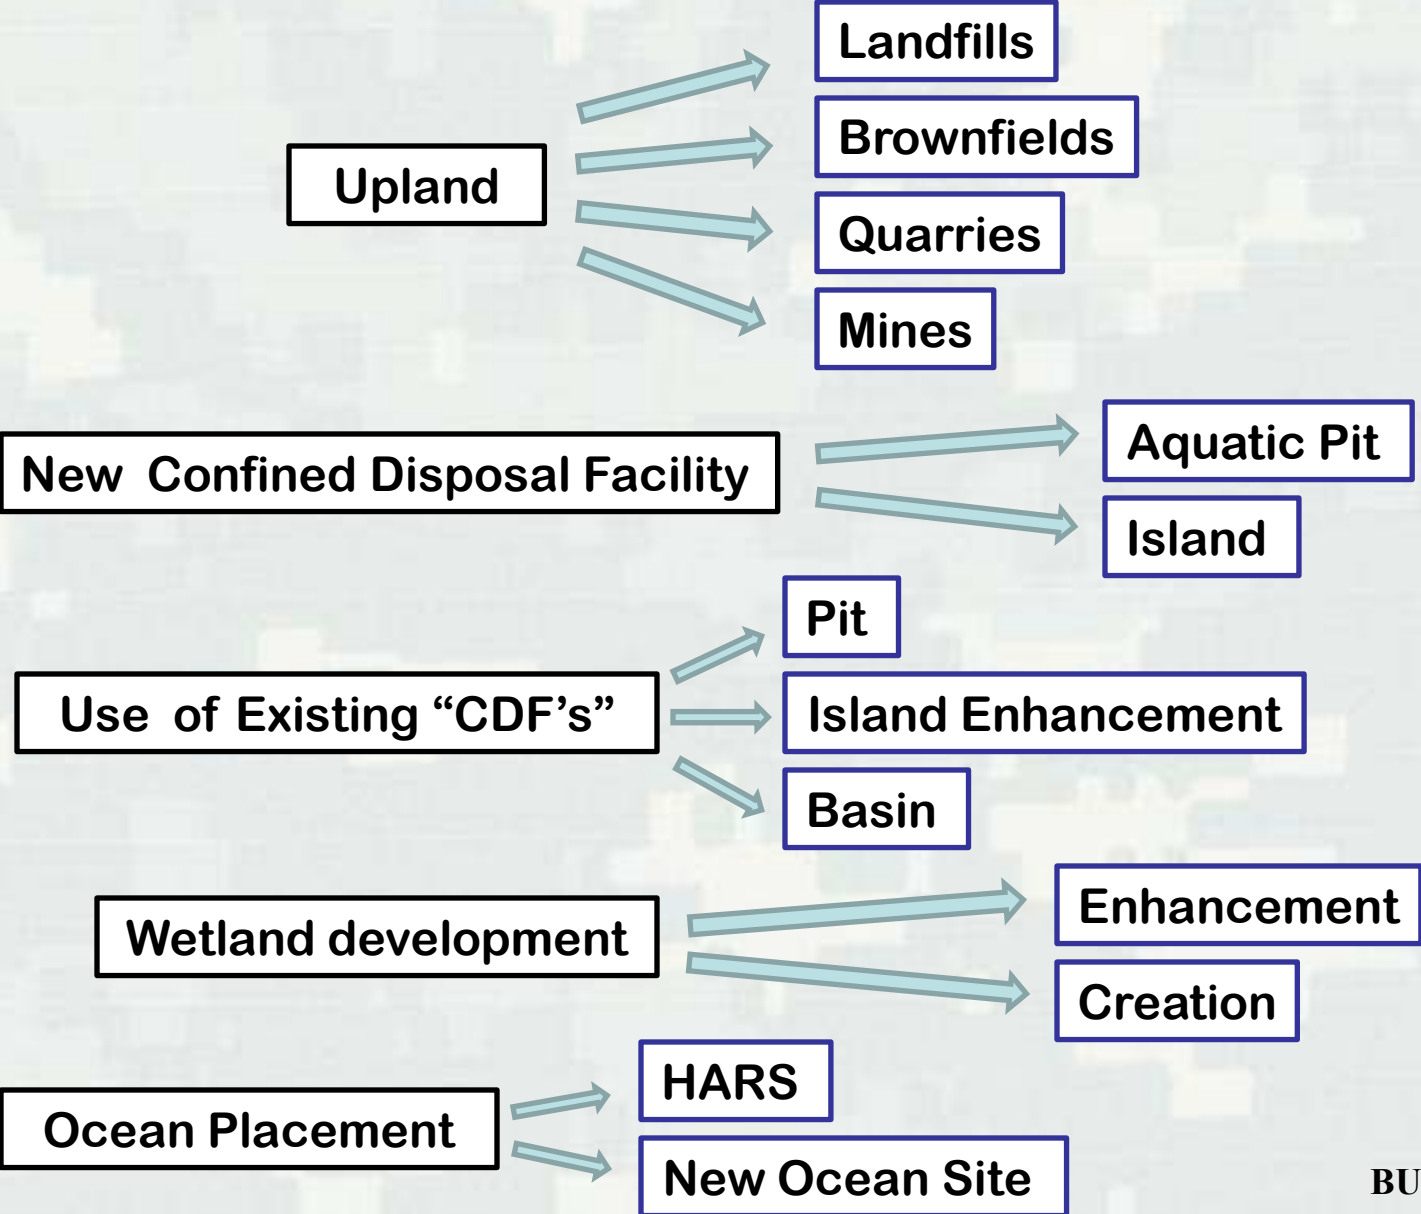 Landfills
Brownfields
Upland
Quarries
Mines
Aquatic Pit
New Confined Disposal Facility
Island
Pit
Use of Existing “CDF’s”
Island Enhancement
Basin
Enhancement
Wetland development
Creation
HARS
Ocean Placement
New Ocean Site
BU